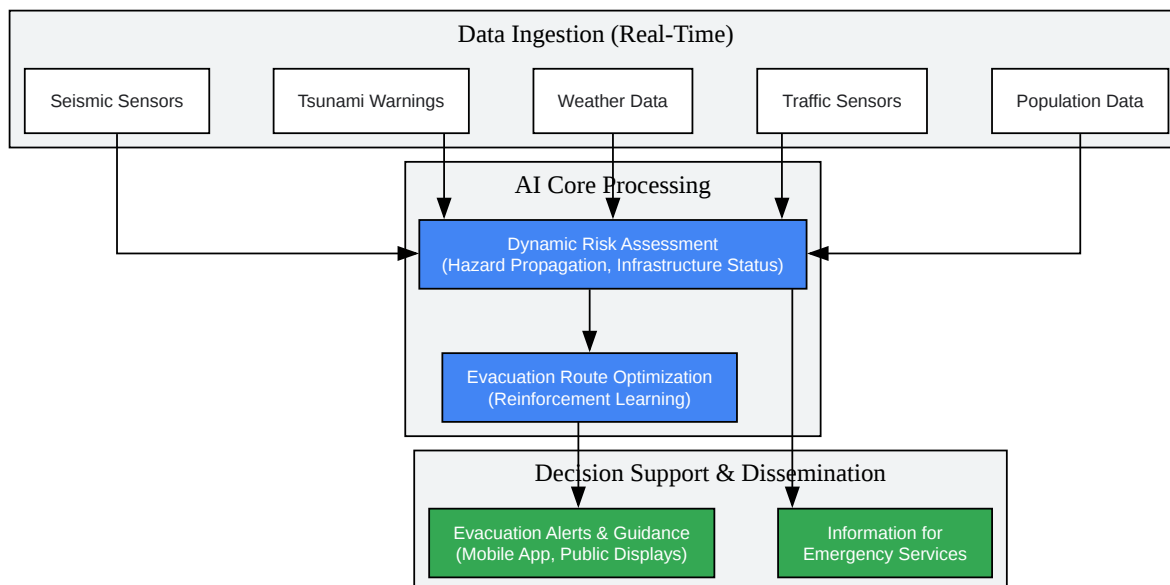 Data Ingestion (Real-Time)
Seismic Sensors
Tsunami Warnings
Weather Data
Traffic Sensors
Population Data
AI Core Processing
Dynamic Risk Assessment
(Hazard Propagation, Infrastructure Status)
Evacuation Route Optimization
(Reinforcement Learning)
Decision Support & Dissemination
Evacuation Alerts & Guidance
(Mobile App, Public Displays)
Information for
Emergency Services